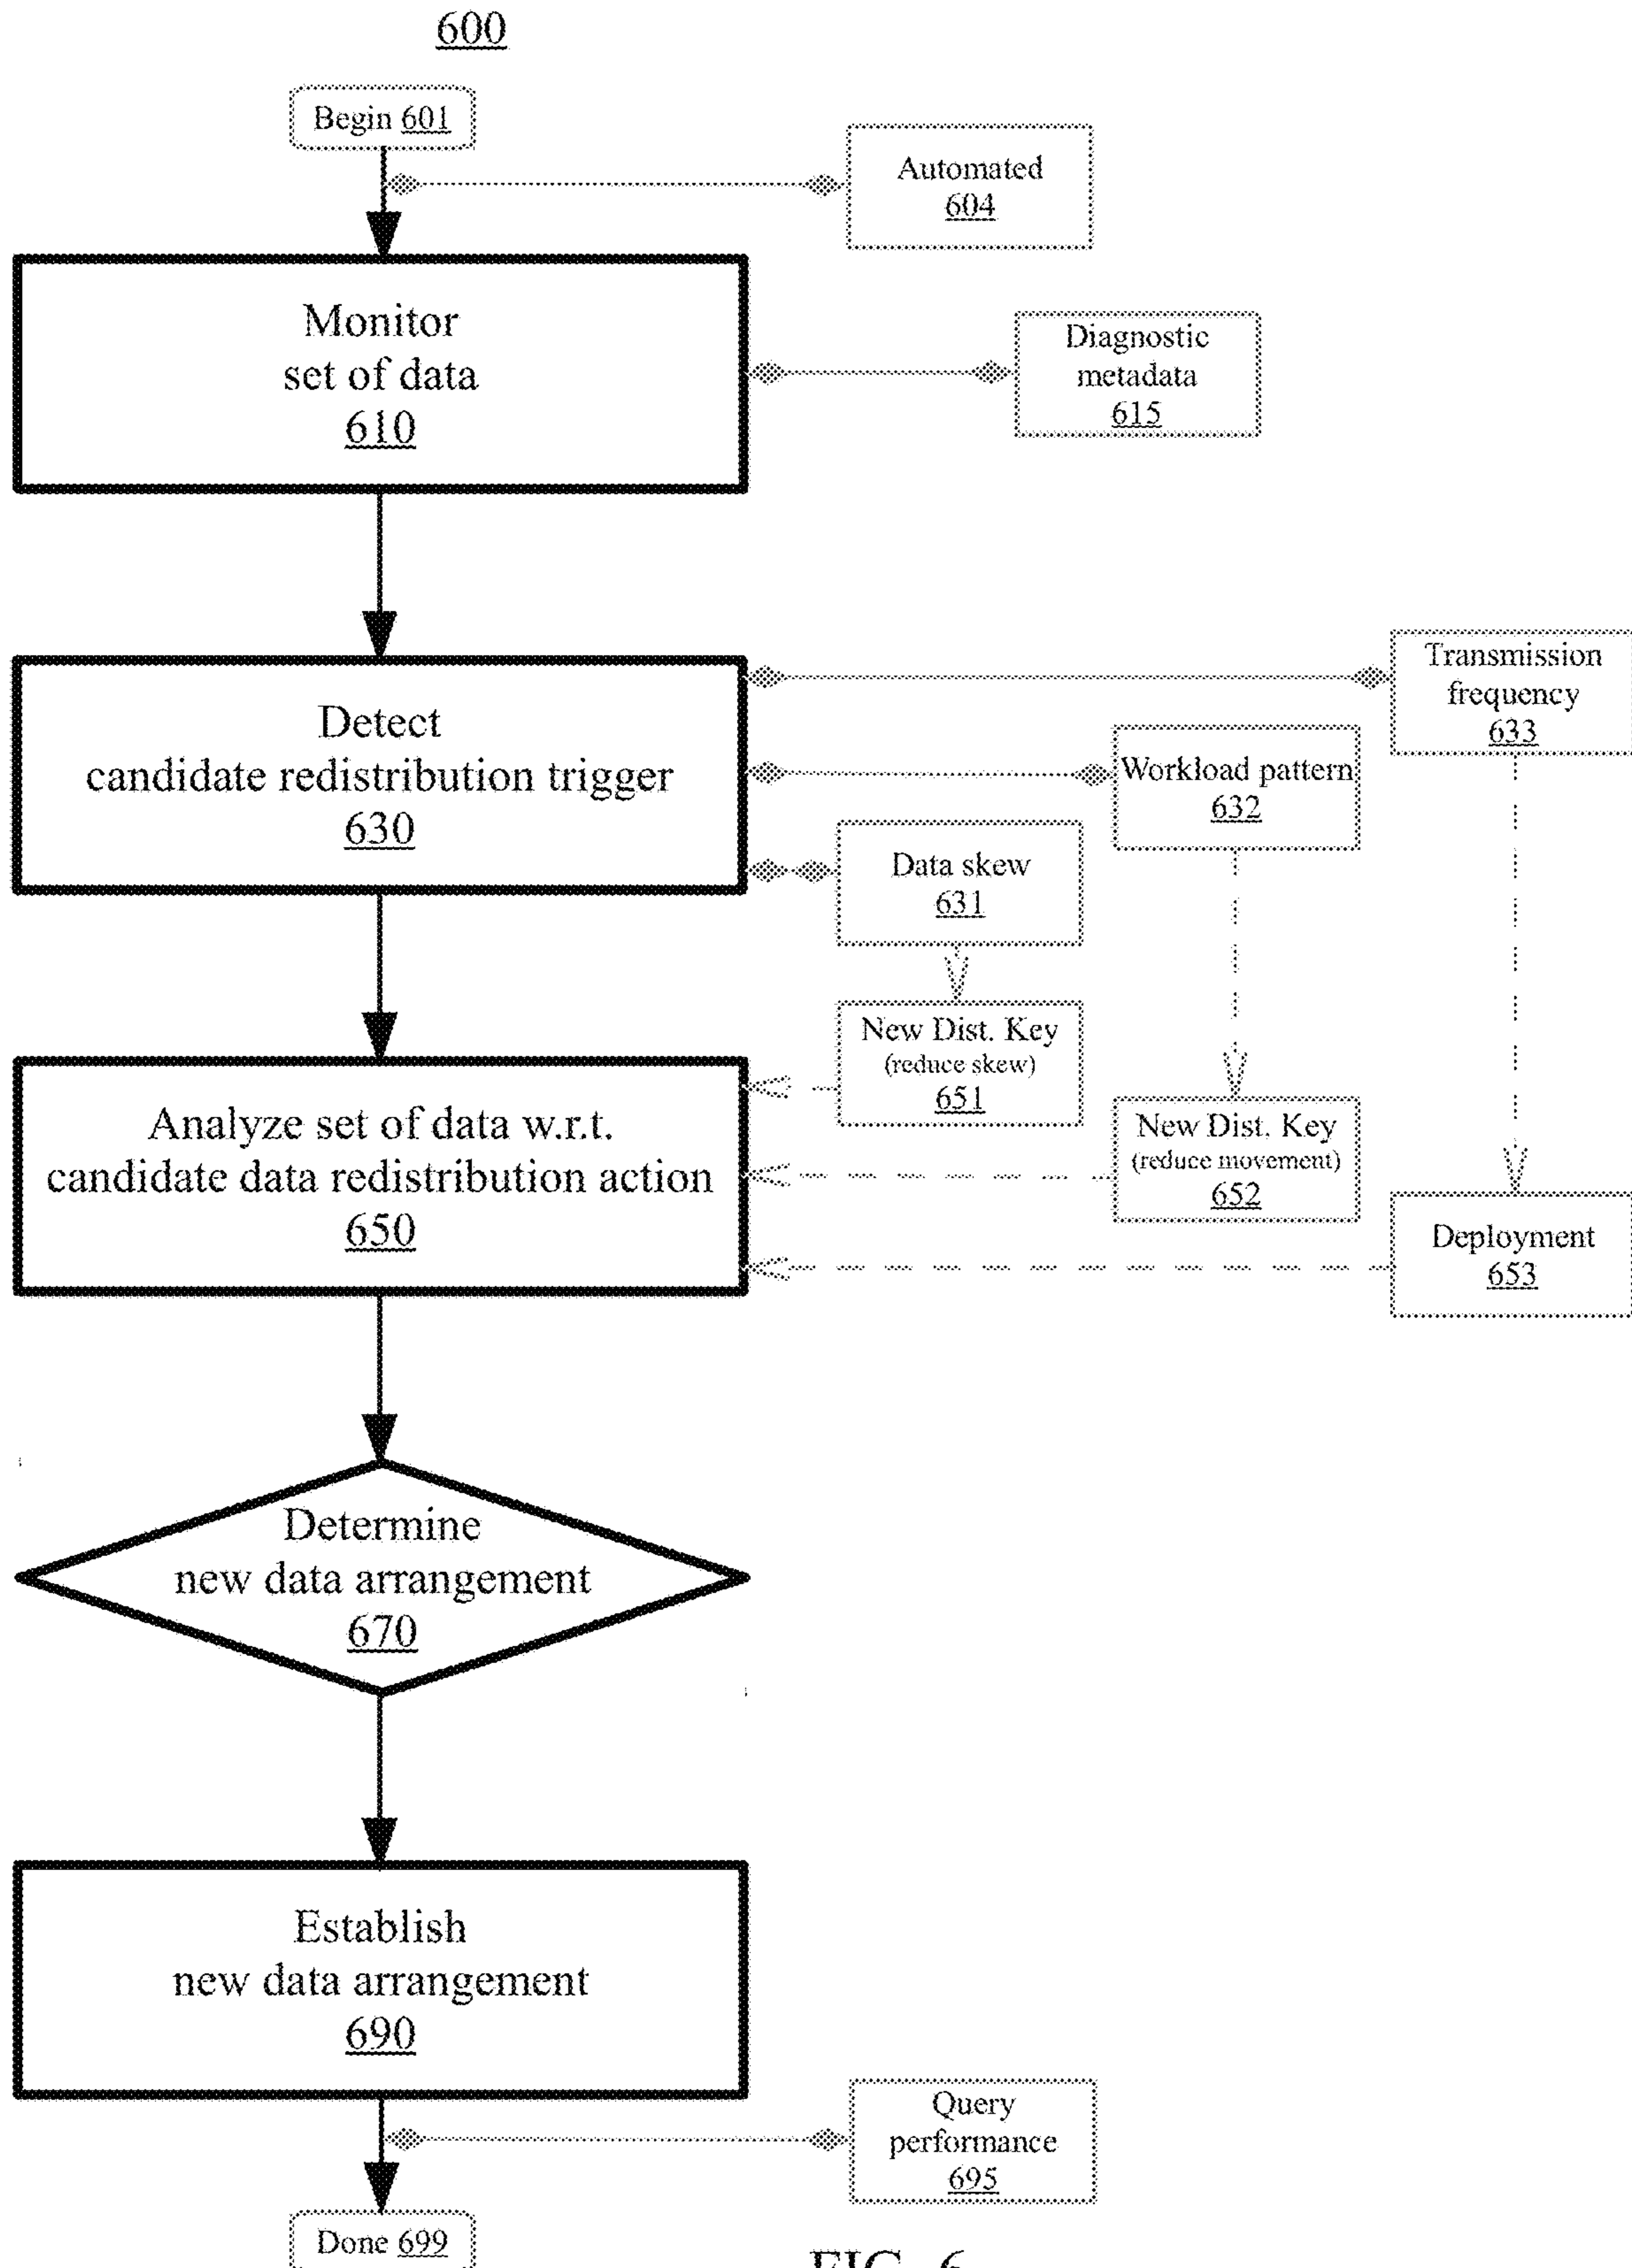 600
Begin 601
Automated
604
Monitor
set of data
610
Diagnostic
metadata
615
Transmission
frequency
633
Detect
candidate redistribution trigger
630
Workload pattern
632
Data skew
631
New Dist. Key
(reduce skew)
651
Analyze set of data w.r.t.
candidate data redistribution action
650
New Dist. Key
(reduce movement)
652
Deployment
653
Determine
new data arrangement
670
Establish
new data arrangement
690
Query
performance
695
Done 699
FIG. 6